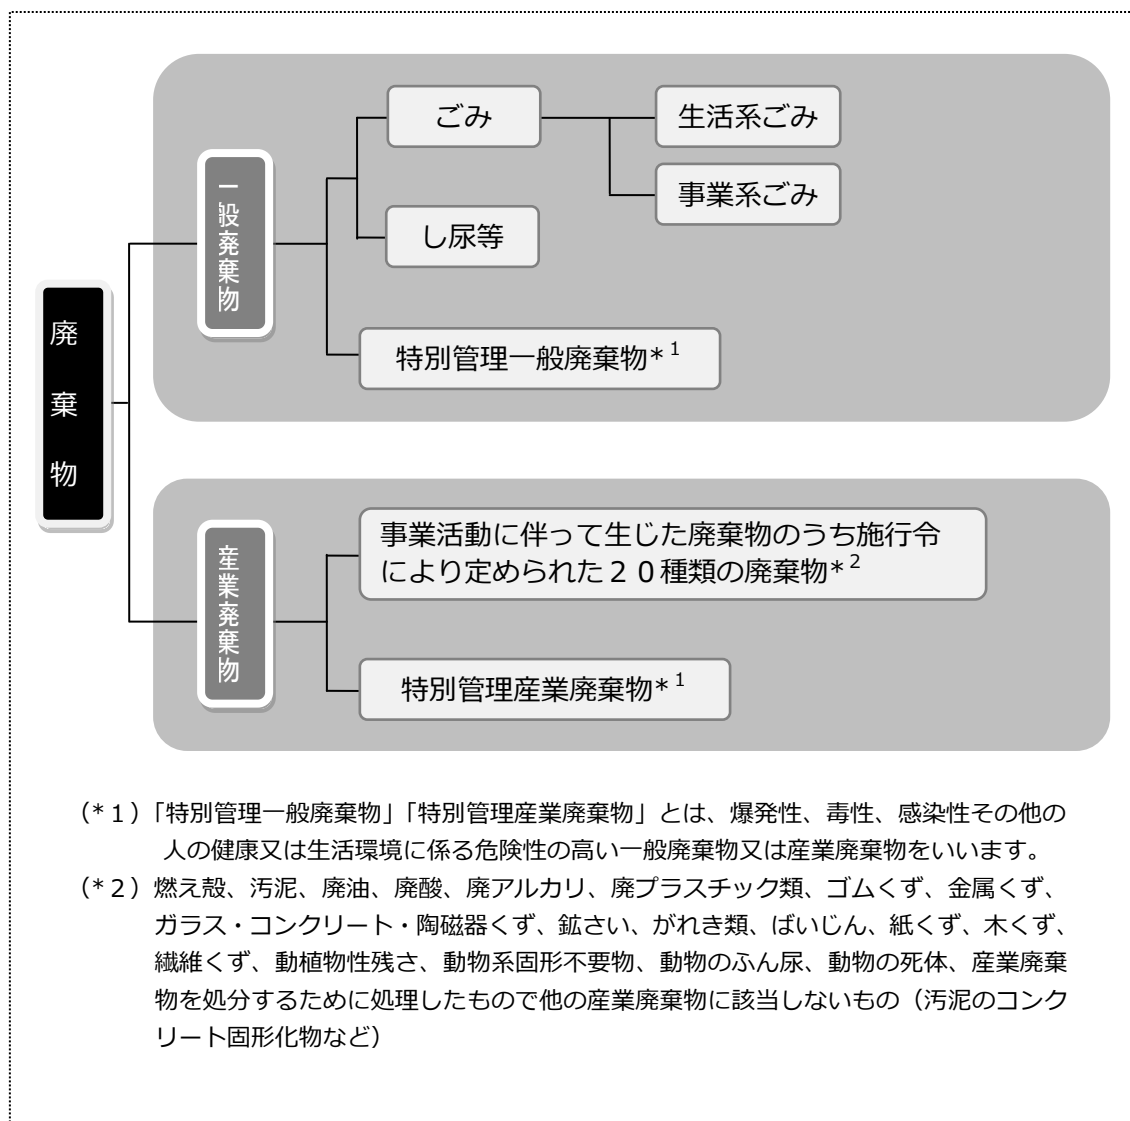 廃棄物
一般廃棄物
ごみ
生活系ごみ
事業系ごみ
し尿等
特別管理一般廃棄物*1
産業廃棄物
事業活動に伴って生じた廃棄物のうち施行令
により定められた２０種類の廃棄物*2
特別管理産業廃棄物*1
（*１）「特別管理一般廃棄物」「特別管理産業廃棄物」とは、爆発性、毒性、感染性その他の
人の健康又は生活環境に係る危険性の高い一般廃棄物又は産業廃棄物をいいます。
（*２）燃え殻、汚泥、廃油、廃酸、廃アルカリ、廃プラスチック類、ゴムくず、金属くず、
ガラス・コンクリート・陶磁器くず、鉱さい、がれき類、ばいじん、紙くず、木くず、
繊維くず、動植物性残さ、動物系固形不要物、動物のふん尿、動物の死体、産業廃棄
物を処分するために処理したもので他の産業廃棄物に該当しないもの（汚泥のコンク
リート固形化物など）